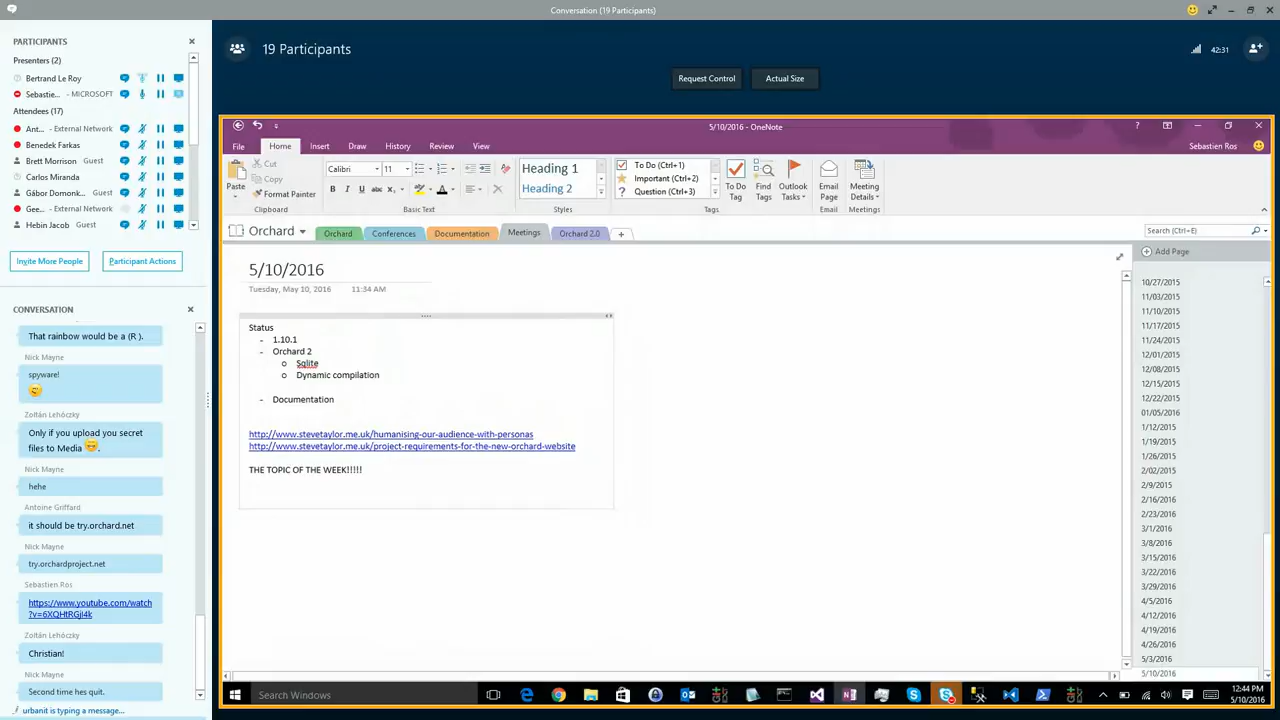 Conversation (19 Participants)
PARTICIPANTS
Presenters (2)
Bertrand Le Roy
Sebastie... - MICROSOFT
Attendees (17)
Ant... - External Network
Benedek Farkas
Brett Morrison Guest
Carlos Miranda
Gábor Domonk... Guest
Gee... - External Network
Hebin Jacob Guest
Invite More People
Participant Actions
CONVERSATION
That rainbow would be a (R ).
Nick Mayne
spyware!
Zoltán Lehóczky
Only if you upload you secret
files to Media
Nick Mayne
hehe
Antoine Griffard
it should be try.orchard.net
Nick Mayne
try.orchardproject.net
Sebastien Ros
https://www.youtube.com/watch
?v=6XQHtRGjI4k
Zoltán Lehóczky
Christian!
Nick Mayne
Second time hes quit.
urbanit is typing a message...
19 Participants
42:31
Request Control
Actual Size
5/10/2016 - OneNote
File
Home
Insert
Draw
History
Review
View
Sebastien Ros
Paste
Cut
Copy
Format Painter
Clipboard
Calibri
11
B I U abc x₂ A
Basic Text
Heading 1
Heading 2
Styles
To Do (Ctrl+1)
Important (Ctrl+2)
Question (Ctrl+3)
Tags
To Do
Tag
Find
Tags
Outlook
Tasks
Email
Page
Email
Meeting
Details
Meetings
Orchard
Orchard
Conferences
Documentation
Meetings
Orchard 2.0
Search (Ctrl+E)
5/10/2016
Tuesday, May 10, 2016 11:34 AM
Status
- 1.10.1
- Orchard 2
o Sqlite
o Dynamic compilation
- Documentation
http://www.stevetaylor.me.uk/humanising-our-audience-with-personas
http://www.stevetaylor.me.uk/project-requirements-for-the-new-orchard-website
THE TOPIC OF THE WEEK!!!!!
Add Page
10/27/2015
11/03/2015
11/10/2015
11/17/2015
11/24/2015
12/01/2015
12/08/2015
12/15/2015
12/22/2015
01/05/2016
1/12/2015
1/19/2015
1/26/2015
2/02/2015
2/9/2015
2/16/2016
2/23/2016
3/1/2016
3/8/2016
3/15/2016
3/22/2016
3/29/2016
4/5/2016
4/12/2016
4/19/2016
4/26/2016
5/3/2016
5/10/2016
Search Windows
12:44 PM
5/10/2016